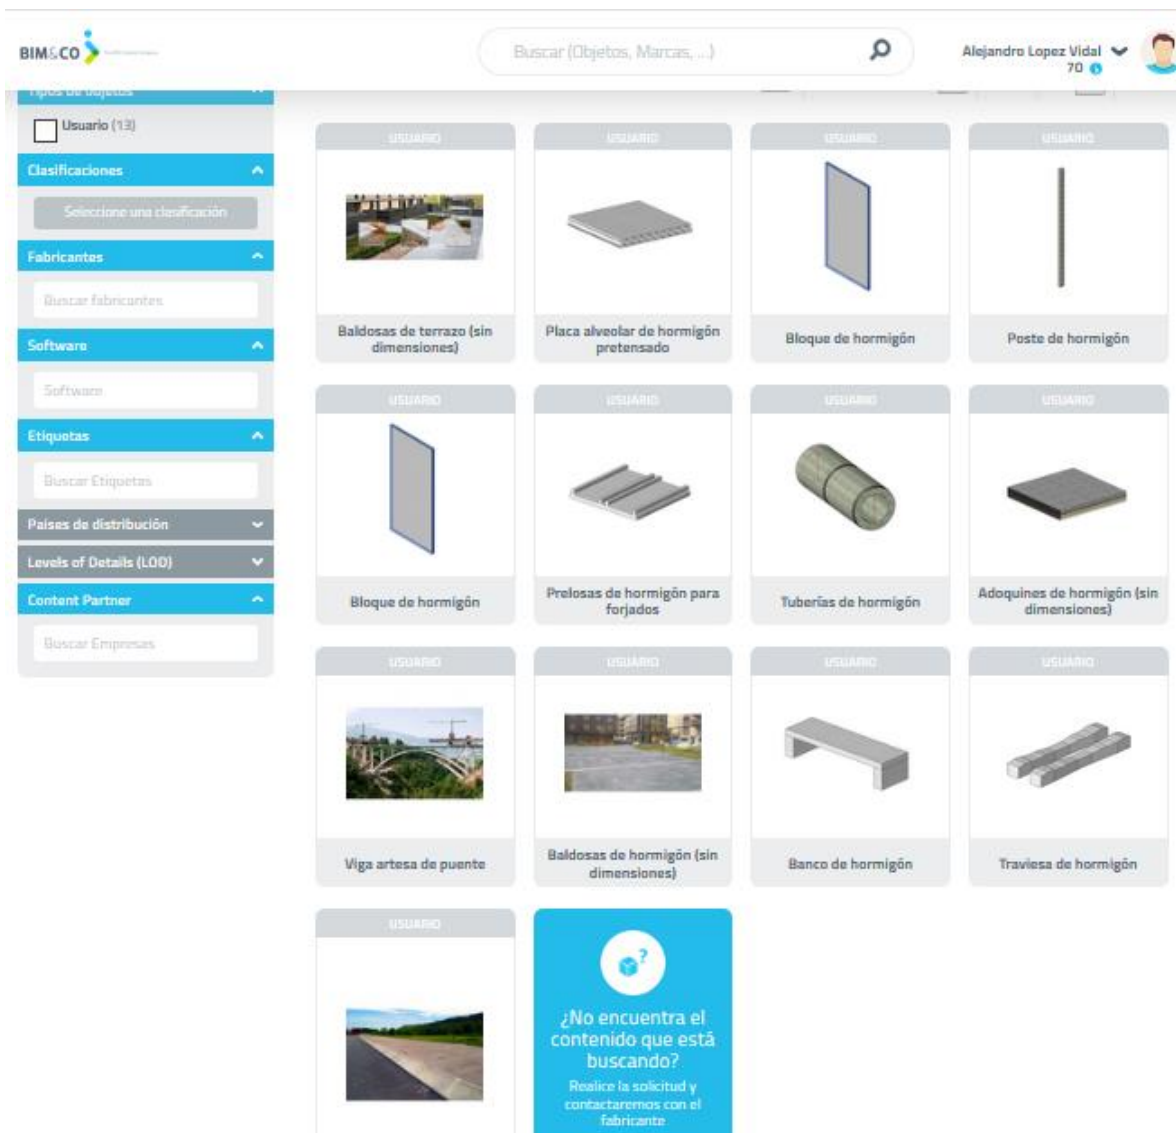 BIM&CO
Buscar (Objetos, Marcas, ...)
Alejandro Lopez Vidal
70
Tipos de objetos
Usuario (13)
Clasificaciones
Seleccione una clasificación
Fabricantes
Buscar fabricantes
Software
Software
Etiquetas
Buscar Etiquetas
Países de distribución
Levels of Details (LOD)
Content Partner
Buscar Empresas
USUARIO
USUARIO
USUARIO
USUARIO
Baldosas de terrazo (sin
dimensiones)
Placa alveolar de hormigón
pretensado
Bloque de hormigón
Poste de hormigón
USUARIO
USUARIO
USUARIO
USUARIO
Bloque de hormigón
Prelosas de hormigón para
forjados
Tuberías de hormigón
Adoquines de hormigón (sin
dimensiones)
USUARIO
USUARIO
USUARIO
USUARIO
Viga artesa de puente
Baldosas de hormigón (sin
dimensiones)
Banco de hormigón
Traviesa de hormigón
USUARIO
?
¿No encuentra el
contenido que está
buscando?
Realice la solicitud y
contactaremos con el
fabricante